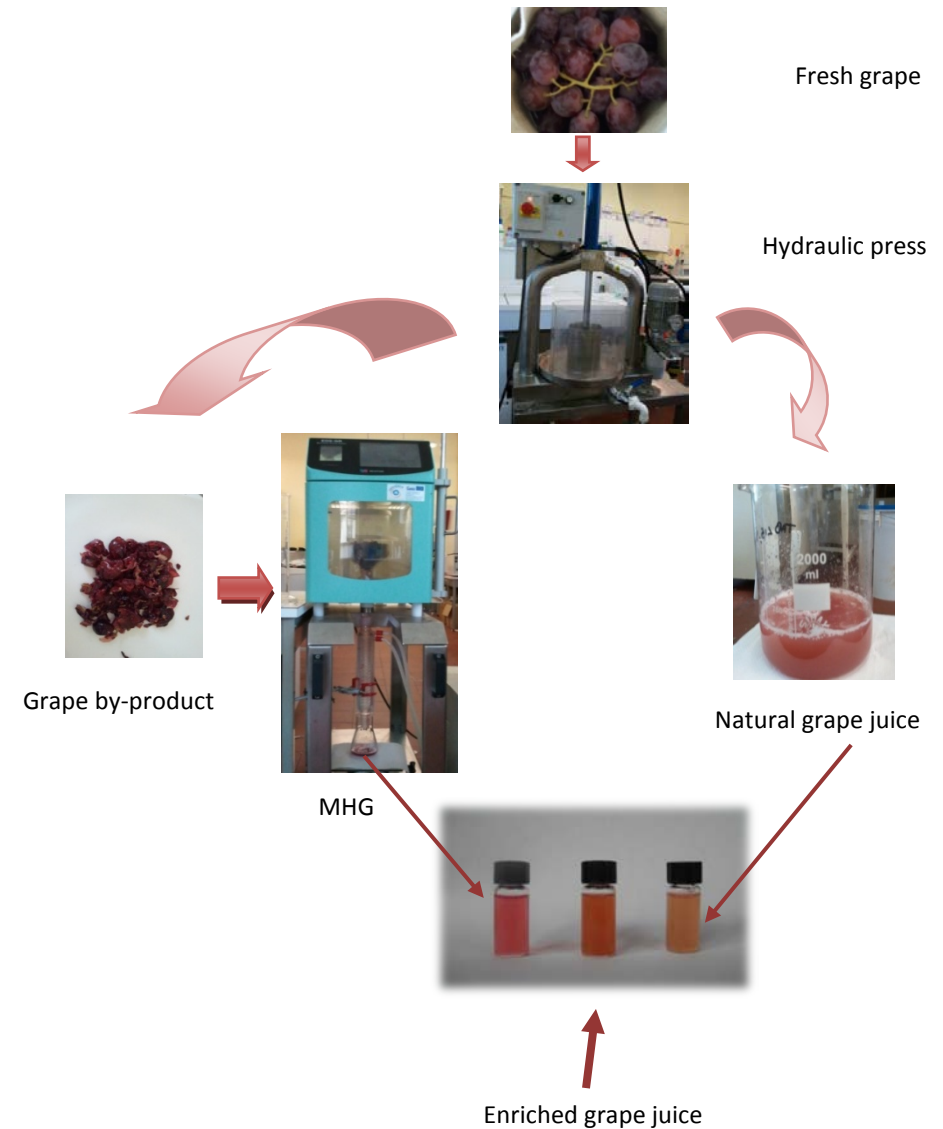 Fresh grape
Hydraulic press
2000
ml
Grape by-product
Natural grape juice
MHG
Enriched grape juice